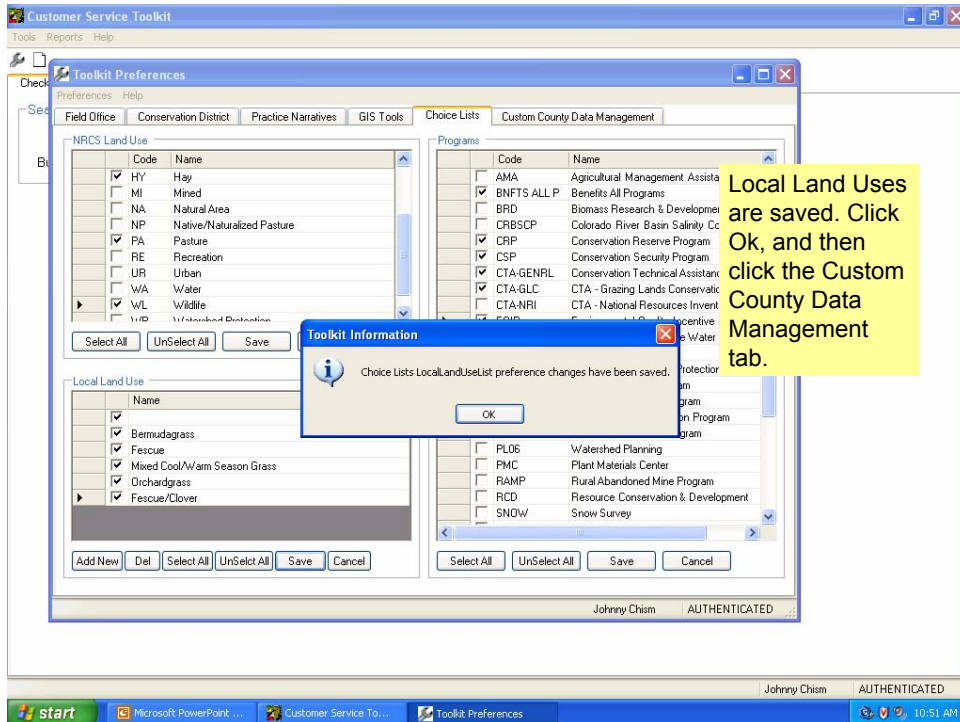 Customer Service Toolkit
Tools Reports Help
Check
Toolkit Preferences
Preferences Help
Field Office Conservation District Practice Narratives GIS Tools Choice Lists Custom County Data Management
NRCS Land Use
Code Name
HY Hay
MI Mined
NA Natural Area
NP Native/Naturalized Pasture
PA Pasture
RE Recreation
UR Urban
WA Water
WL Wildlife
Select All UnSelect All Save
Local Land Use
Name
Bermudagrass
Fescue
Mixed Cool/Warm Season Grass
Orchardgrass
Fescue/Clover
Add New Del Select All UnSelct All Save Cancel
Programs
Code Name
AMA Agricultural Management Assista
BNFTS ALL P Benefits All Programs
BRD Biomass Research & Developme
CRBSCP Colorado River Basin Salinity Co
CRP Conservation Reserve Program
CSP Conservation Security Program
CTA-GENRL Conservation Technical Assistanc
CTA-GLC CTA - Grazing Lands Conservatio
CTA-NRI CTA - National Resources Invent
PL06 Watershed Planning
PMC Plant Materials Center
RAMP Rural Abandoned Mine Program
RCD Resource Conservation & Development
SNOW Snow Survey
Select All UnSelect All Save Cancel
Toolkit Information
Choice Lists LocalLandUseList preference changes have been saved.
OK
Local Land Uses
are saved. Click
Ok, and then
click the Custom
County Data
Management
tab.
Johnny Chism AUTHENTICATED
Johnny Chism AUTHENTICATED
start Microsoft PowerPoint ... Customer Service To... Toolkit Preferences 10:51 AM